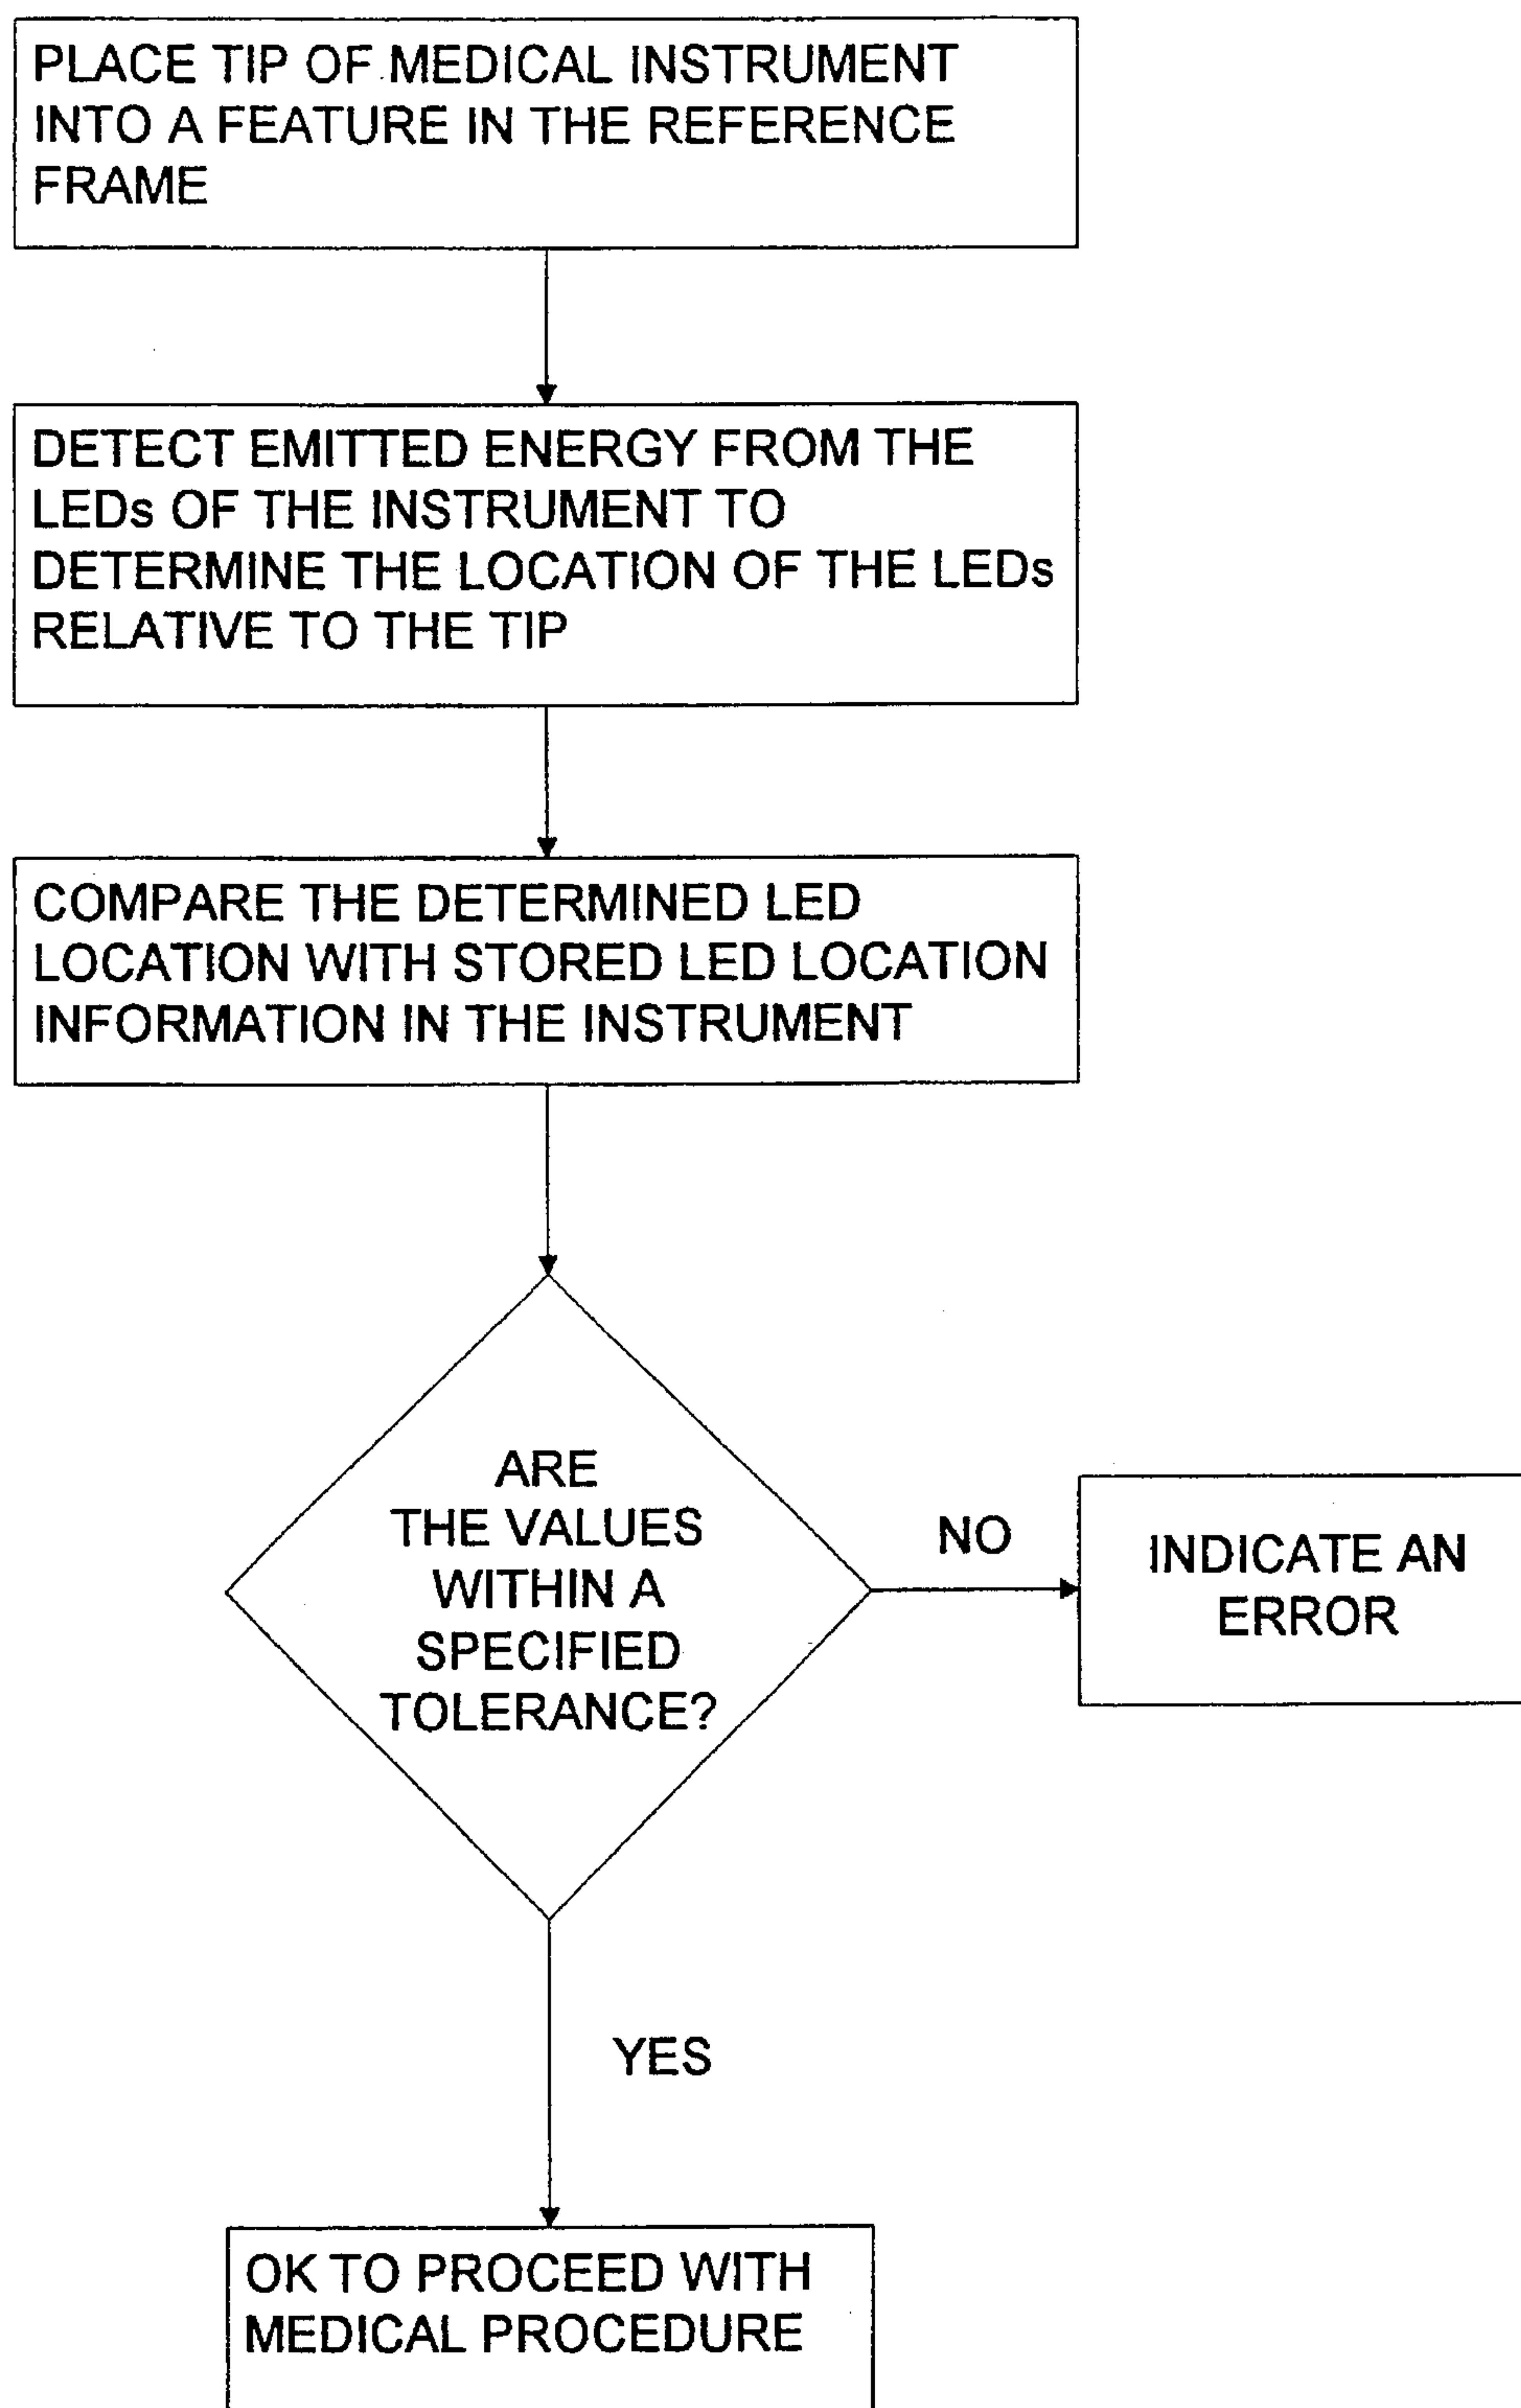 PLACE TIP OF MEDICAL INSTRUMENT
INTO A FEATURE IN THE REFERENCE
FRAME
DETECT EMITTED ENERGY FROM THE
LEDs OF THE INSTRUMENT TO
DETERMINE THE LOCATION OF THE LEDs
RELATIVE TO THE TIP
COMPARE THE DETERMINED LED
LOCATION WITH STORED LED LOCATION
INFORMATION IN THE INSTRUMENT
ARE
THE VALUES
WITHIN A
SPECIFIED
TOLERANCE?
NO
INDICATE AN
ERROR
YES
OK TO PROCEED WITH
MEDICAL PROCEDURE